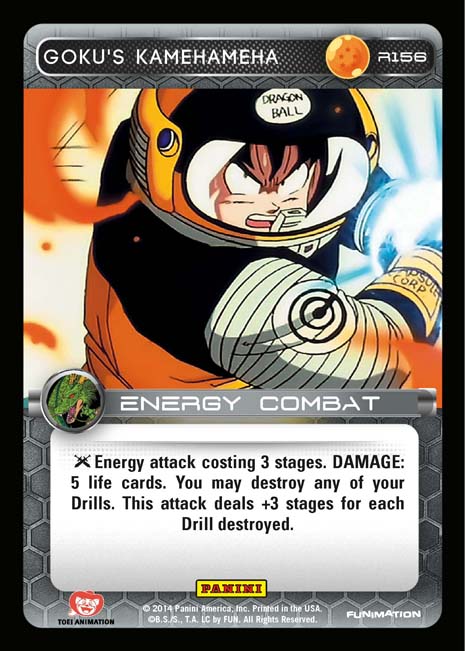 GOKU'S KAMEHAMEHA R156
DRAGON
BALL
CAPSULE
CORP
ENERGY COMBAT
Energy attack costing 3 stages. DAMAGE:
5 life cards. You may destroy any of your
Drills. This attack deals +3 stages for each
Drill destroyed.
PANINI
TOEI ANIMATION
© 2014 Panini America, Inc. Printed in the USA.
©B.S./S., T.A. LC by FUN. All Rights Reserved.
FUNIMATION